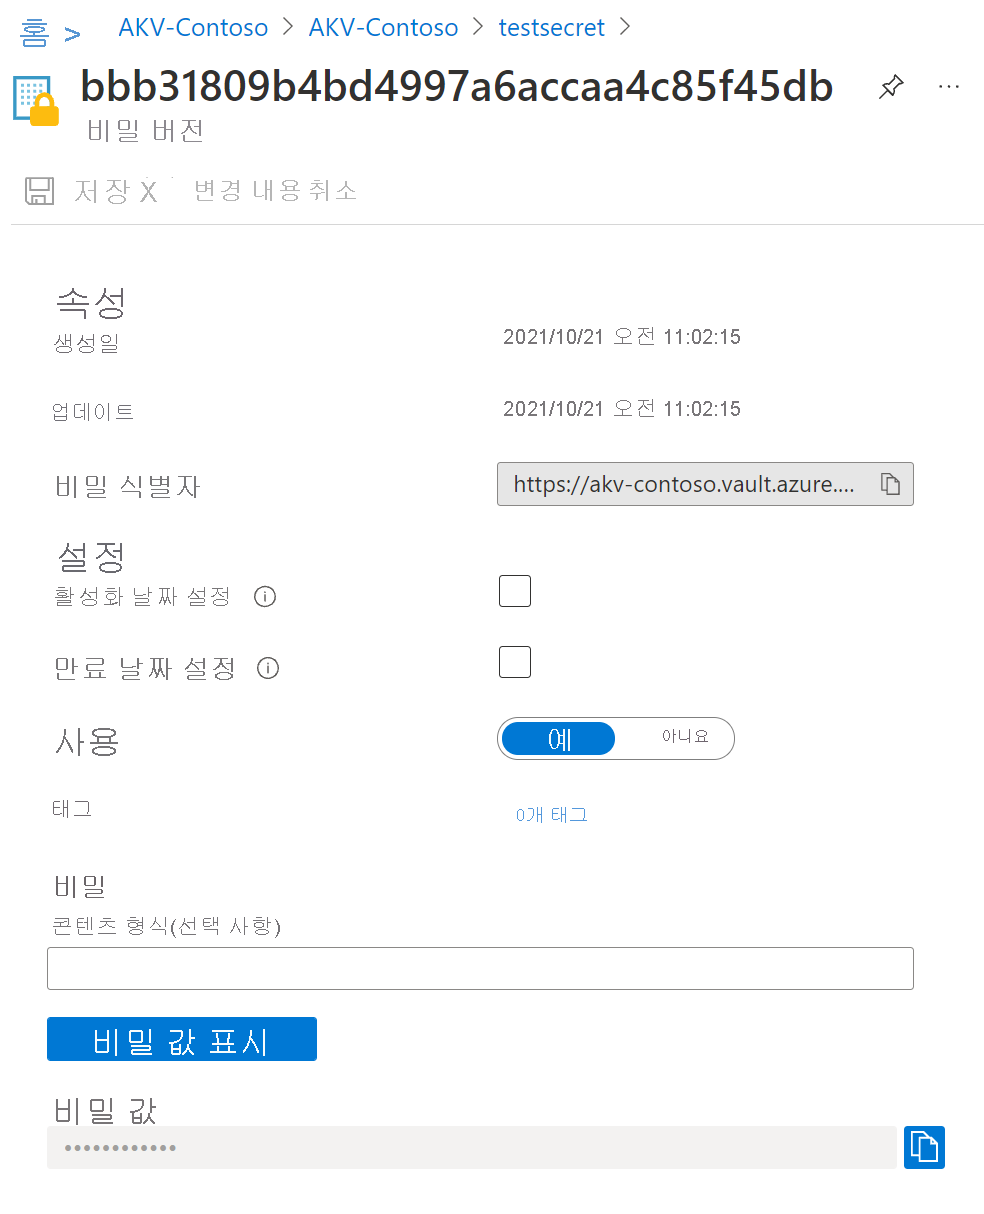 홈 > AKV-Contoso > AKV-Contoso > testsecret >
bbb31809b4bd4997a6accaa4c85f45db ...
비밀 버전
저장 X 변경 내용 취소
속성
생성일 2021/10/21 오전 11:02:15
업데이트 2021/10/21 오전 11:02:15
비밀 식별자 https://akv-contoso.vault.azure....
설정
활성화 날짜 설정
만료 날짜 설정
사용 예 아니요
태그 0개 태그
비밀
콘텐츠 형식(선택 사항)
비밀 값 표시
비밀 값
••••••••••••